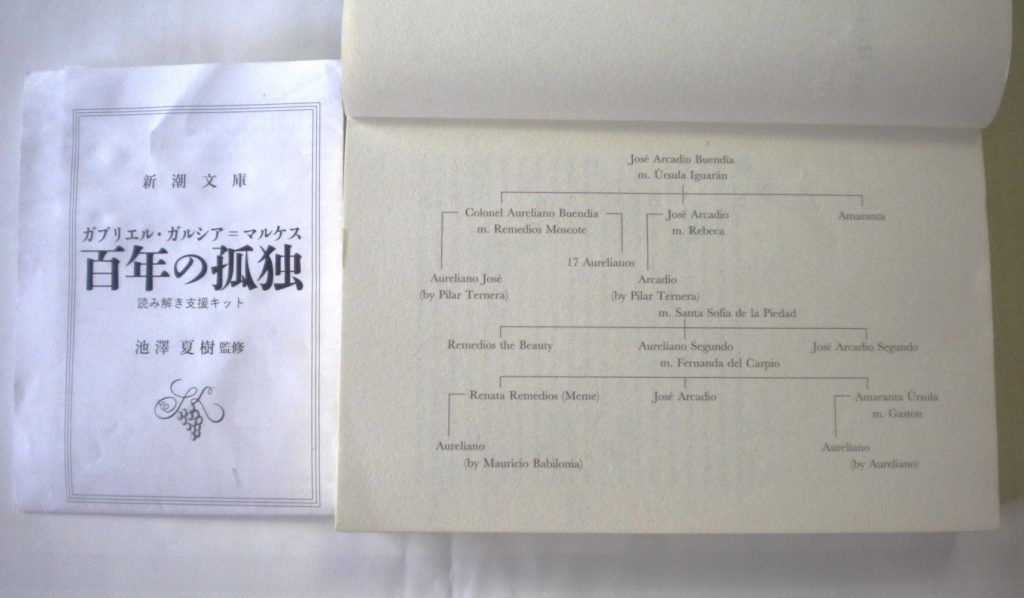 新潮文庫
ガブリエル・ガルシア=マルケス
百年の孤独
読み解き支援キット
池澤夏樹監修
José Arcadio Buendia
m. Úrsula Iguarán
Colonel Aureliano Buendia
m. Remedios Moscote
José Arcadio
m. Rebeca
Amaranta
17 Aurelianos
Aureliano José
(by Pilar Ternera)
Arcadio
(by Pilar Ternera)
m. Santa Sofia de la Piedad
Remedios the Beauty
Aureliano Segundo
m. Fernanda del Carpio
José Arcadio Segundo
Renata Remedios (Meme)
José Arcadio
Amaranta Úrsula
m. Gaston
Aureliano
(by Mauricio Babilonia)
Aureliano
(by Aureliano)